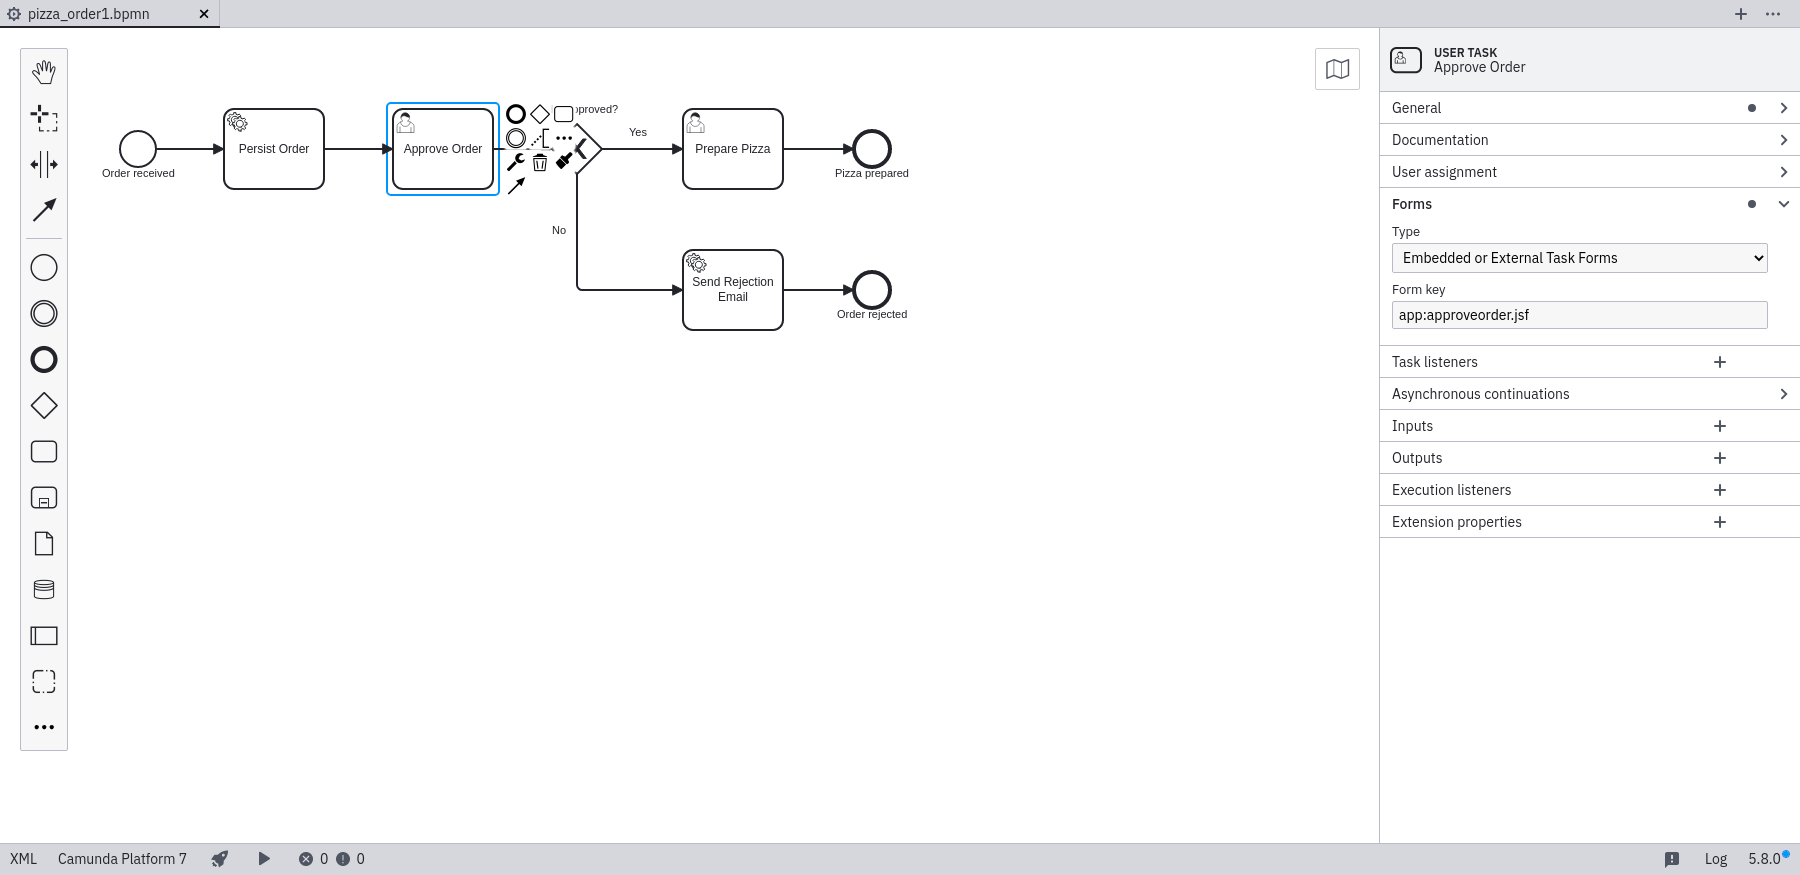 pizza_order1.bpmn
USER TASK
Approve Order
General
Documentation
User assignment
Forms
Type
Embedded or External Task Forms
Form key
app:approveorder.jsf
Task listeners
Asynchronous continuations
Inputs
Outputs
Execution listeners
Extension properties
Order received
Persist Order
Approve Order
Yes
Prepare Pizza
Pizza prepared
No
Send Rejection
Email
Order rejected
XML
Camunda Platform 7
0
0
Log
5.8.0